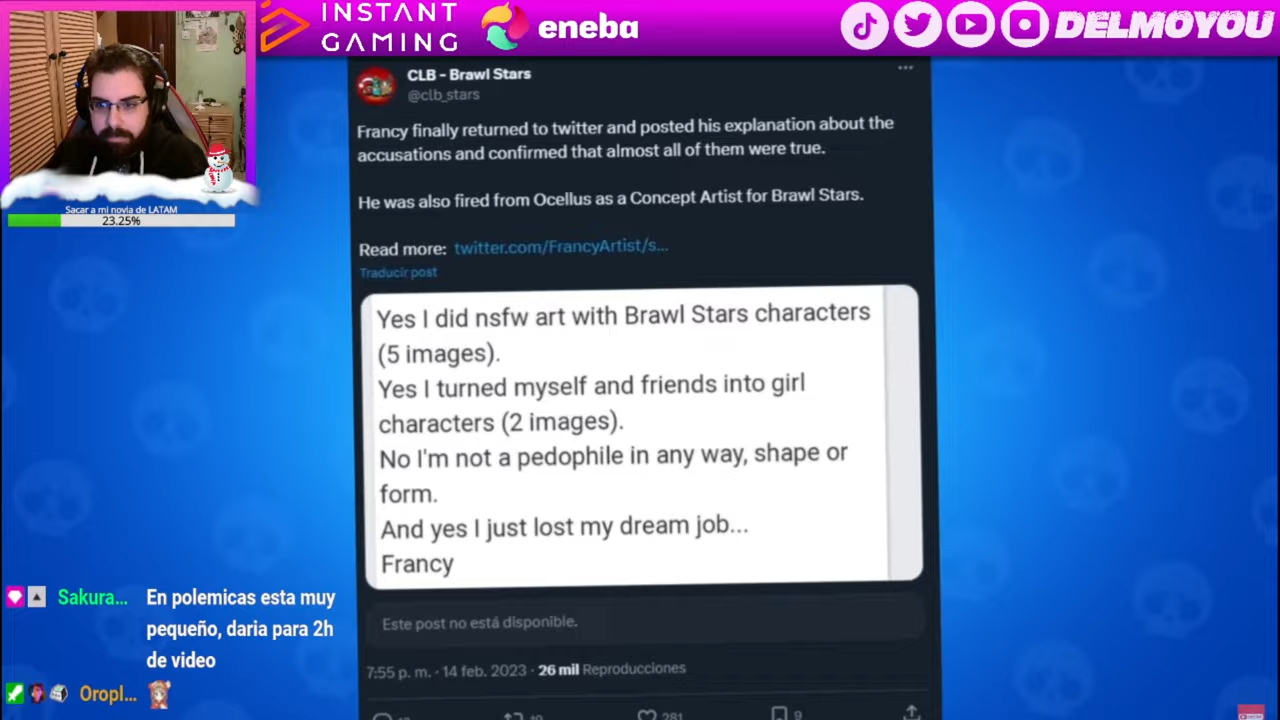 INSTANT
GAMING
eneba
DELMOYOU
CLB - Brawl Stars
@clb_stars
Francy finally returned to twitter and posted his explanation about the
accusations and confirmed that almost all of them were true.
He was also fired from Ocellus as a Concept Artist for Brawl Stars.
Read more: twitter.com/FrancyArtist/s...
Traducir post
Yes I did nsfw art with Brawl Stars characters
(5 images).
Yes I turned myself and friends into girl
characters (2 images).
No I'm not a pedophile in any way, shape or
form.
And yes I just lost my dream job...
Francy
Este post no está disponible.
7:55 p. m. · 14 feb. 2023 · 26 mil Reproducciones
281
Sacar a mi novia de LATAM
23.25%
Sakura... En polemicas esta muy
pequeño, daria para 2h
de video
Oropl...